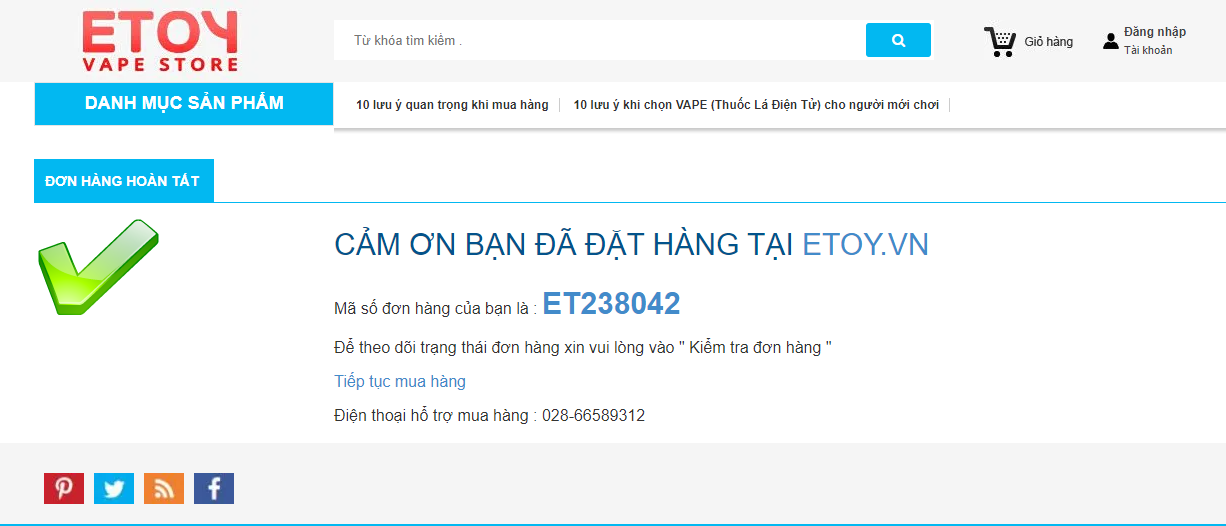 ETOY
VAPE STORE
Từ khóa tìm kiếm .
Giỏ hàng
Đăng nhập
Tài khoản
DANH MỤC SẢN PHẨM
10 lưu ý quan trọng khi mua hàng
10 lưu ý khi chọn VAPE (Thuốc Lá Điện Tử) cho người mới chơi
ĐƠN HÀNG HOÀN TẤT
CẢM ƠN BẠN ĐÃ ĐẶT HÀNG TẠI ETOY.VN
Mã số đơn hàng của bạn là : ET238042
Để theo dõi trạng thái đơn hàng xin vui lòng vào " Kiểm tra đơn hàng "
Tiếp tục mua hàng
Điện thoại hổ trợ mua hàng : 028-66589312